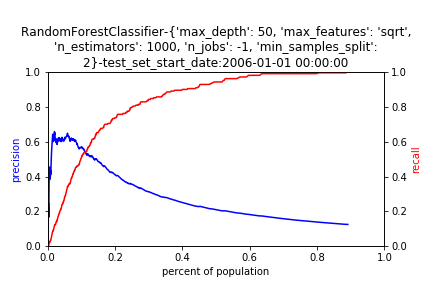 RandomForestClassifier-{'max_depth': 50, 'max_features': 'sqrt',
'n_estimators': 1000, 'n_jobs': -1, 'min_samples_split':
2}-test_set_start_date:2006-01-01 00:00:00
1.0 1.0
0.8 0.8
0.6 0.6
precision
recall
0.4 0.4
0.2 0.2
0.0 0.0
0.0 0.2 0.4 0.6 0.8 1.0
percent of population